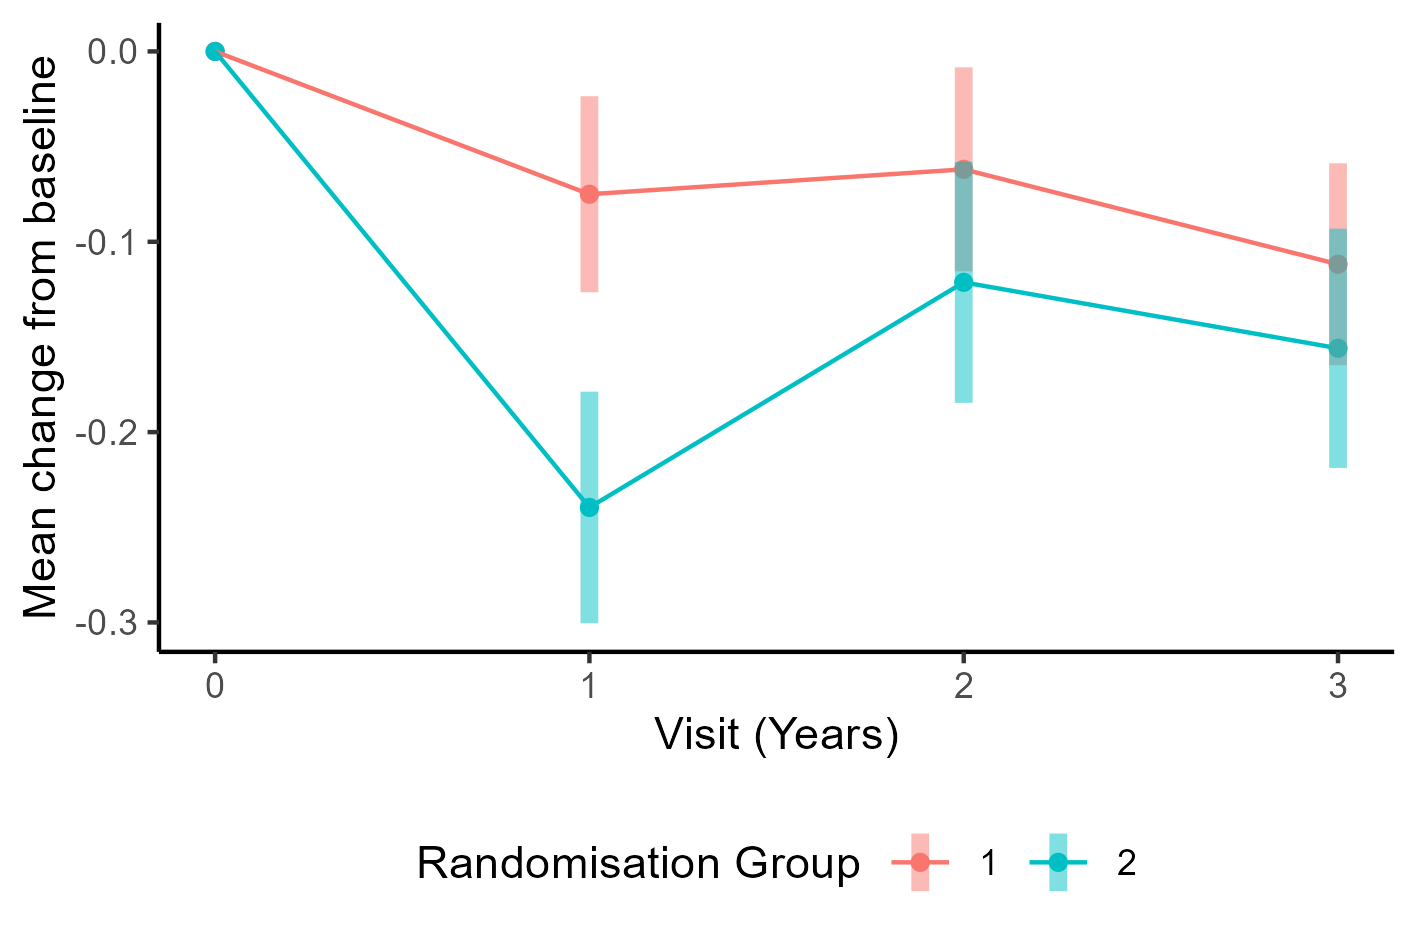 Mean change from baseline
0.0
-0.1
-0.2
-0.3
0 1 2 3
Visit (Years)
Randomisation Group 1 2